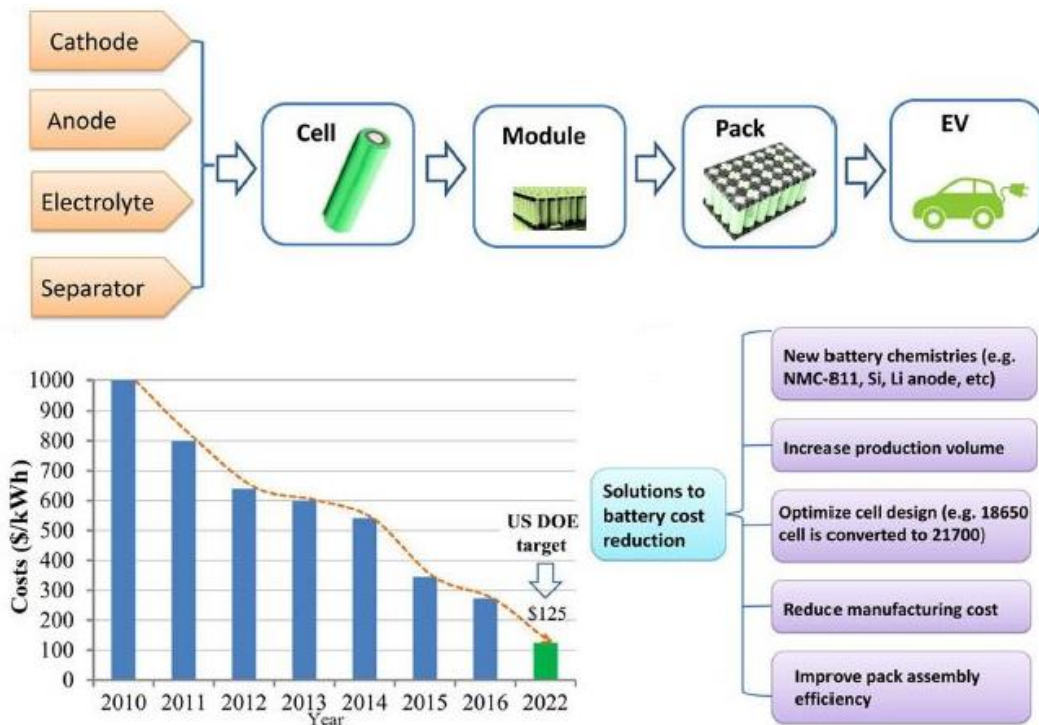 Cathode
Anode
Electrolyte
Separator
Cell
Module
Pack
EV
Costs ($/kWh)
1000
900
800
700
600
500
400
300
200
100
0
2010 2011 2012 2013 2014 2015 2016 2022
Year
US DOE
target
$125
Solutions to
battery cost
reduction
New battery chemistries (e.g.
NMC-811, Si, Li anode, etc)
Increase production volume
Optimize cell design (e.g. 18650
cell is converted to 21700)
Reduce manufacturing cost
Improve pack assembly
efficiency